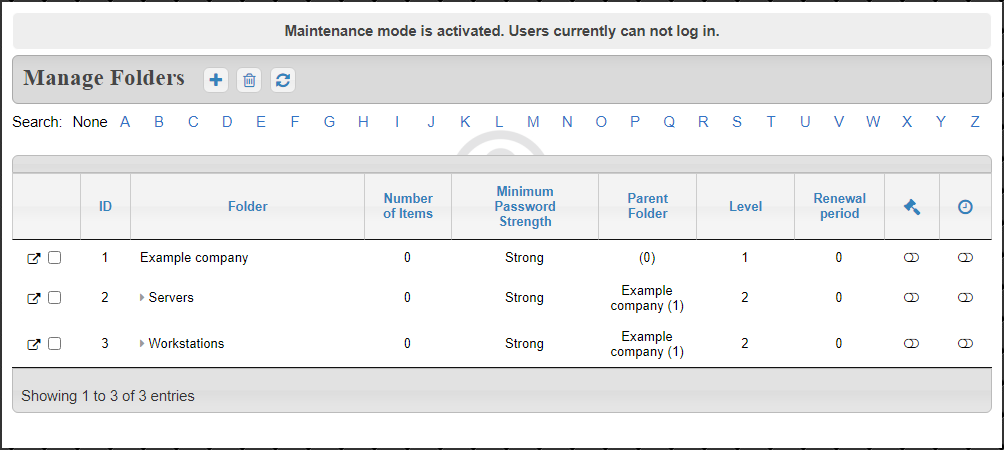 Maintenance mode is activated. Users currently can not log in.
Manage Folders
Search: None A B C D E F G H I J K L M N O P Q R S T U V W X Y Z
ID Folder Number of Items Minimum Password Strength Parent Folder Level Renewal period
1 Example company 0 Strong (0) 1 0
2 Servers 0 Strong Example company (1) 2 0
3 Workstations 0 Strong Example company (1) 2 0
Showing 1 to 3 of 3 entries